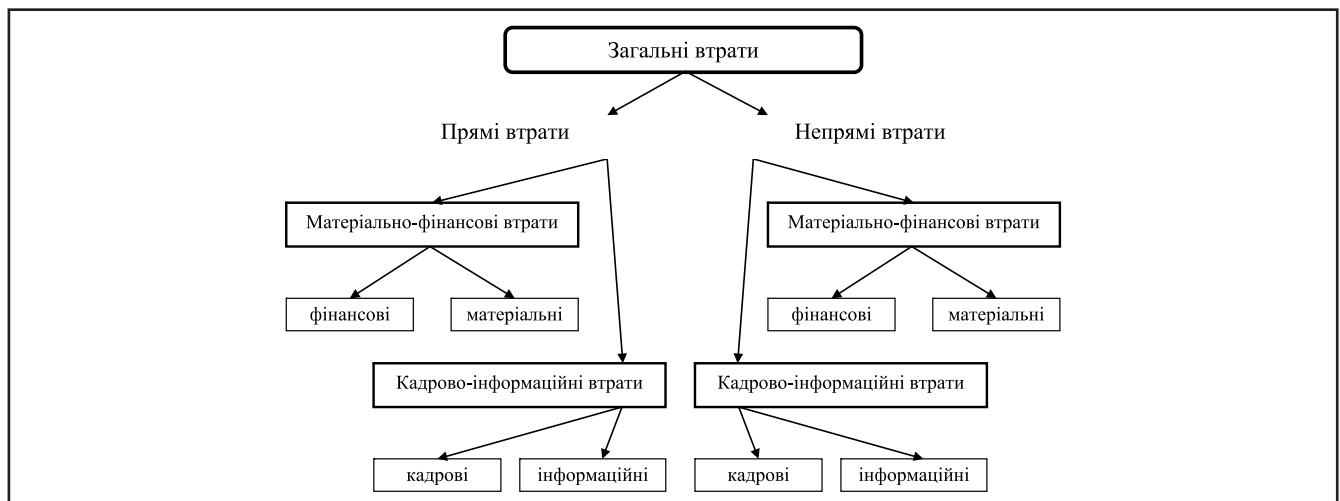 Загальні втрати
Прямі втрати
Непрямі втрати
Матеріально-фінансові втрати
Матеріально-фінансові втрати
фінансові
матеріальні
фінансові
матеріальні
Кадрово-інформаційні втрати
Кадрово-інформаційні втрати
кадрові
інформаційні
кадрові
інформаційні